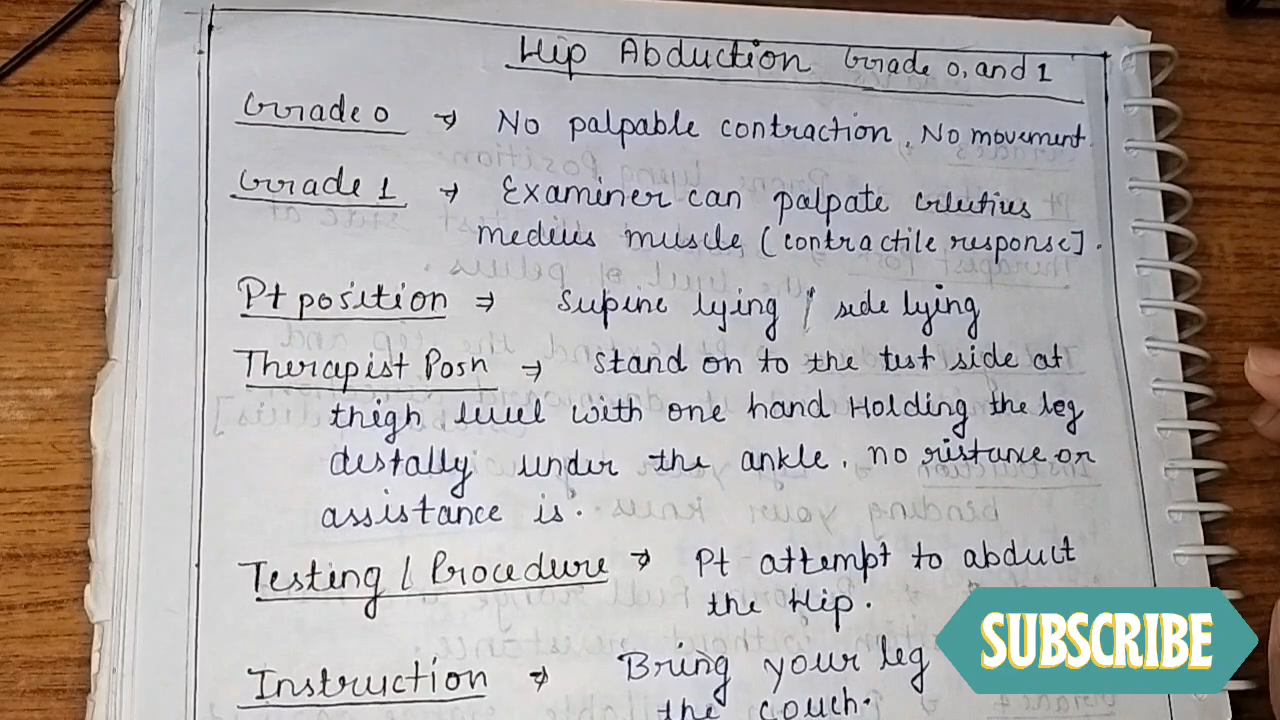 Hip Abduction Grade 0, and 1
Grade 0 → No palpable contraction, No movement.
Grade 1 → Examiner can palpate
medius muscle (contractile response].
Pt position ⇒ Supine lying / side lying
Therapist Posn → Stand on to the test side at
thigh level with one hand Holding the leg
destally under the ankle. no ristance or
assistance is.
Testing / Procedure → Pt attempt to abduct
the Hip.
Instruction → Bring your leg
the couch.
SUBSCRIBE